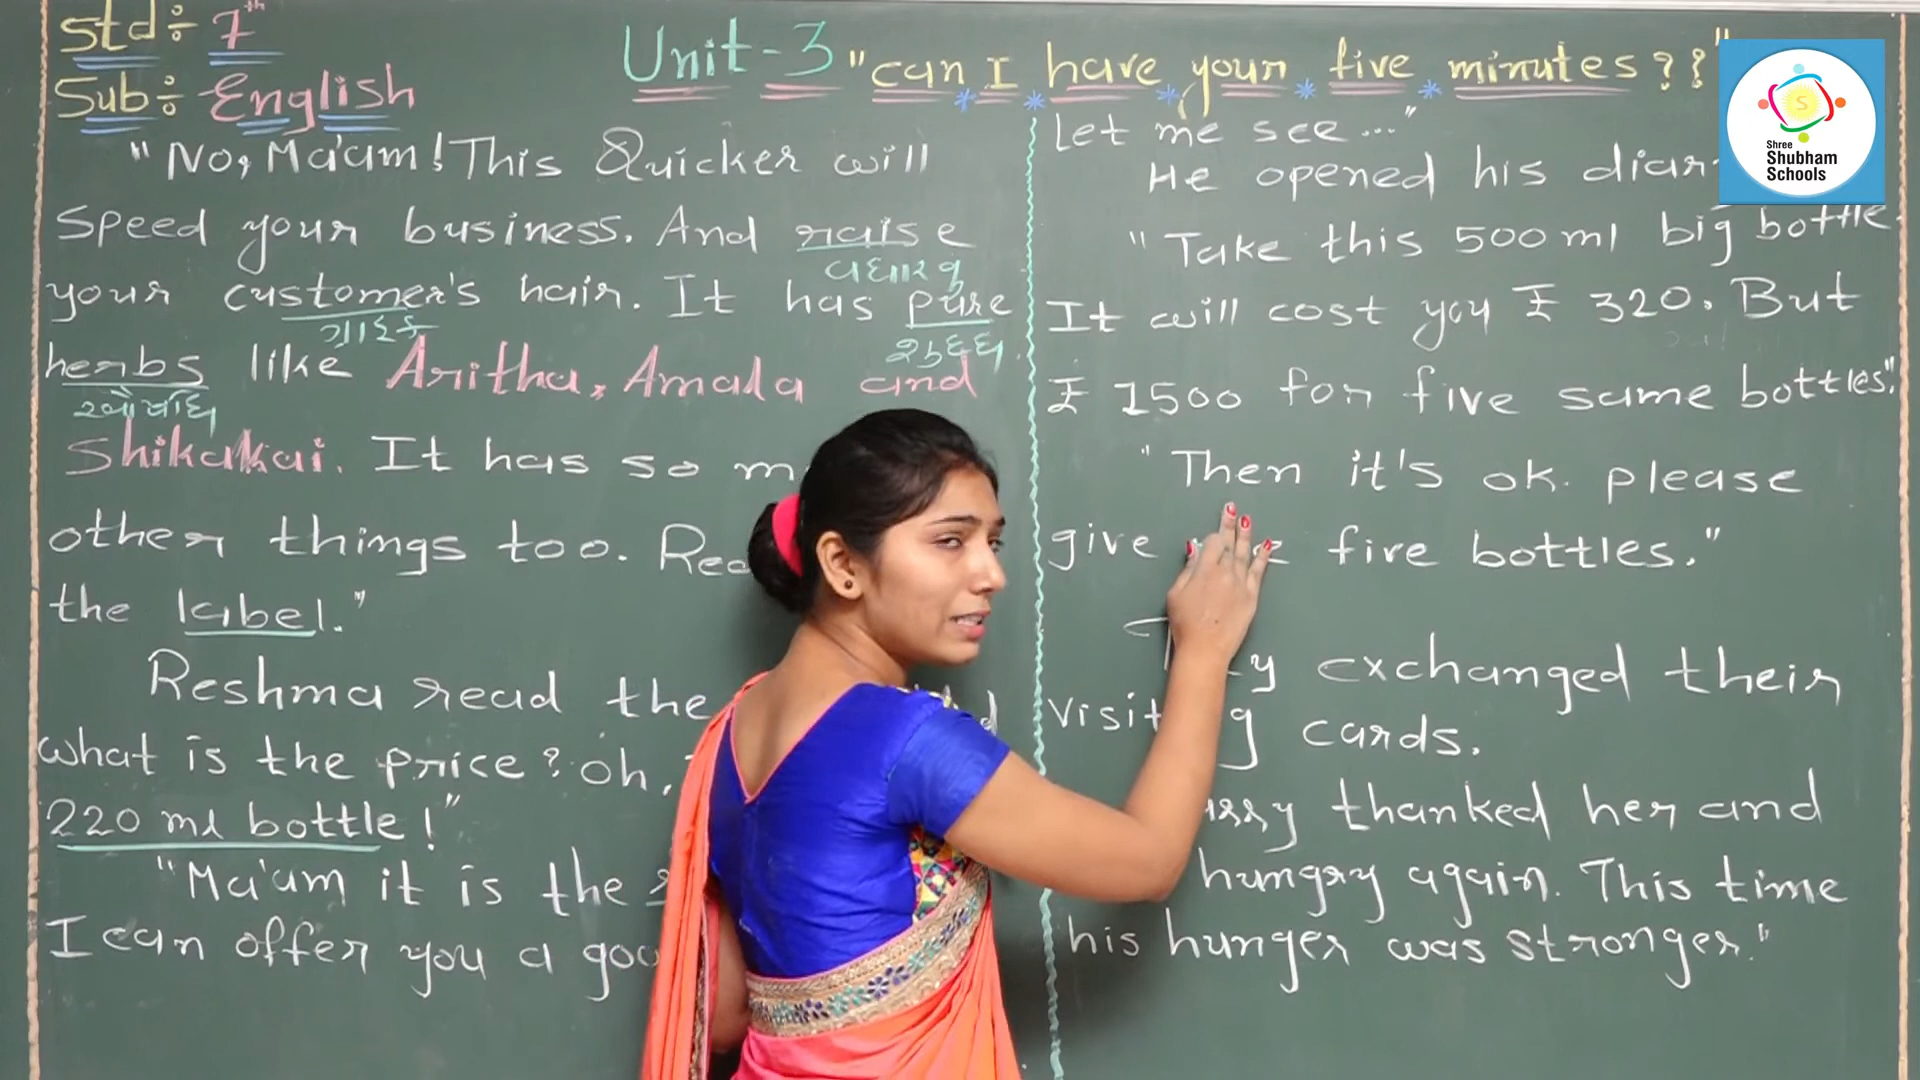 Std÷ 7th
Sub÷ English
Unit-3 "can I have your five minutes??"
"No, Ma'am! This Quicker will
Speed your business. And raise
વધારવું
your customer's hair. It has pure
ગ્રાહક
શુદ્ધ
herbs like Aritha, Amala and
ઔષધિ
Shikakai. It has so
other things too. Read
the label."
Reshma read the
what is the price? oh,
220 ml bottle!"
"Ma'am it is the
I can offer you a
Let me see..."
He opened his
"Take this 500 ml big bottle.
It will cost you ₹ 320. But
₹ 1500 for five same bottles."
"Then it's ok. please
give five bottles."
exchanged their
visiting cards.
thanked her and
hungry again. This time
his hunger was stronger."
Shree
Shubham
Schools
S